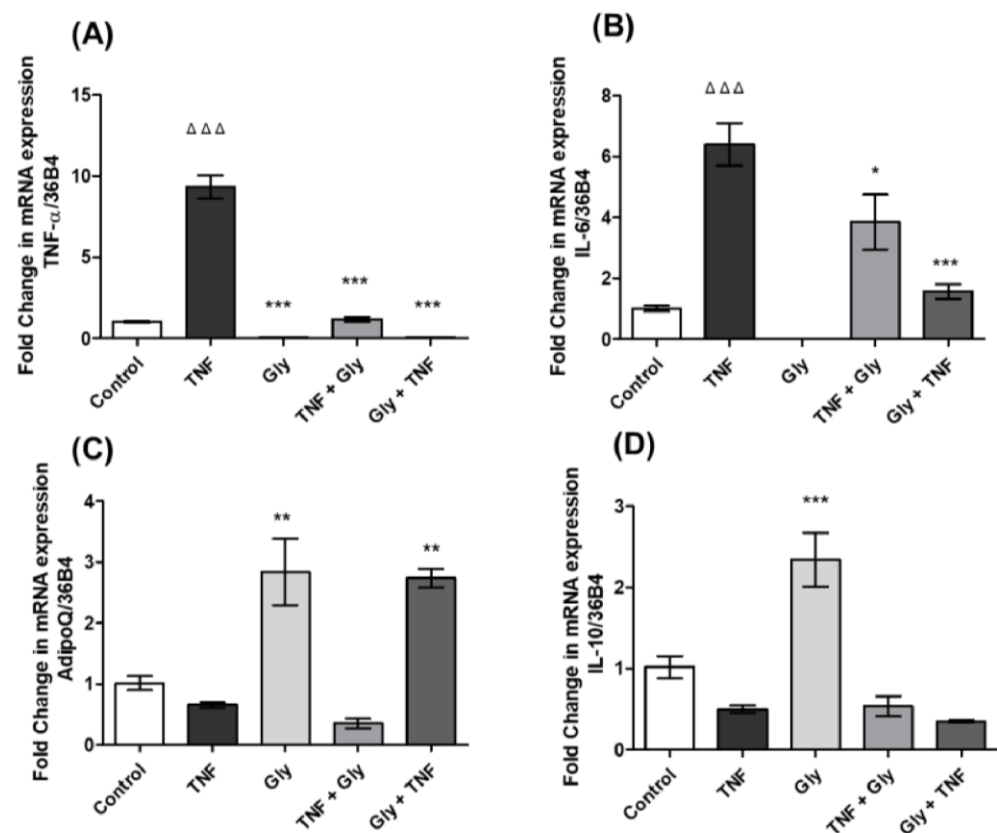 (A)
Fold Change in mRNA expression
TNF-α/36B4
15
10
5
0
Δ Δ Δ
***
***
***
Control
TNF
Gly
TNF + Gly
Gly + TNF
(B)
Fold Change in mRNA expression
IL-6/36B4
8
6
4
2
0
Δ Δ Δ
*
***
Control
TNF
Gly
TNF + Gly
Gly + TNF
(C)
Fold Change in mRNA expression
AdipoQ/36B4
4
3
2
1
0
**
**
Control
TNF
Gly
TNF + Gly
Gly + TNF
(D)
Fold Change in mRNA expression
IL-10/36B4
3
2
1
0
***
Control
TNF
Gly
TNF + Gly
Gly + TNF